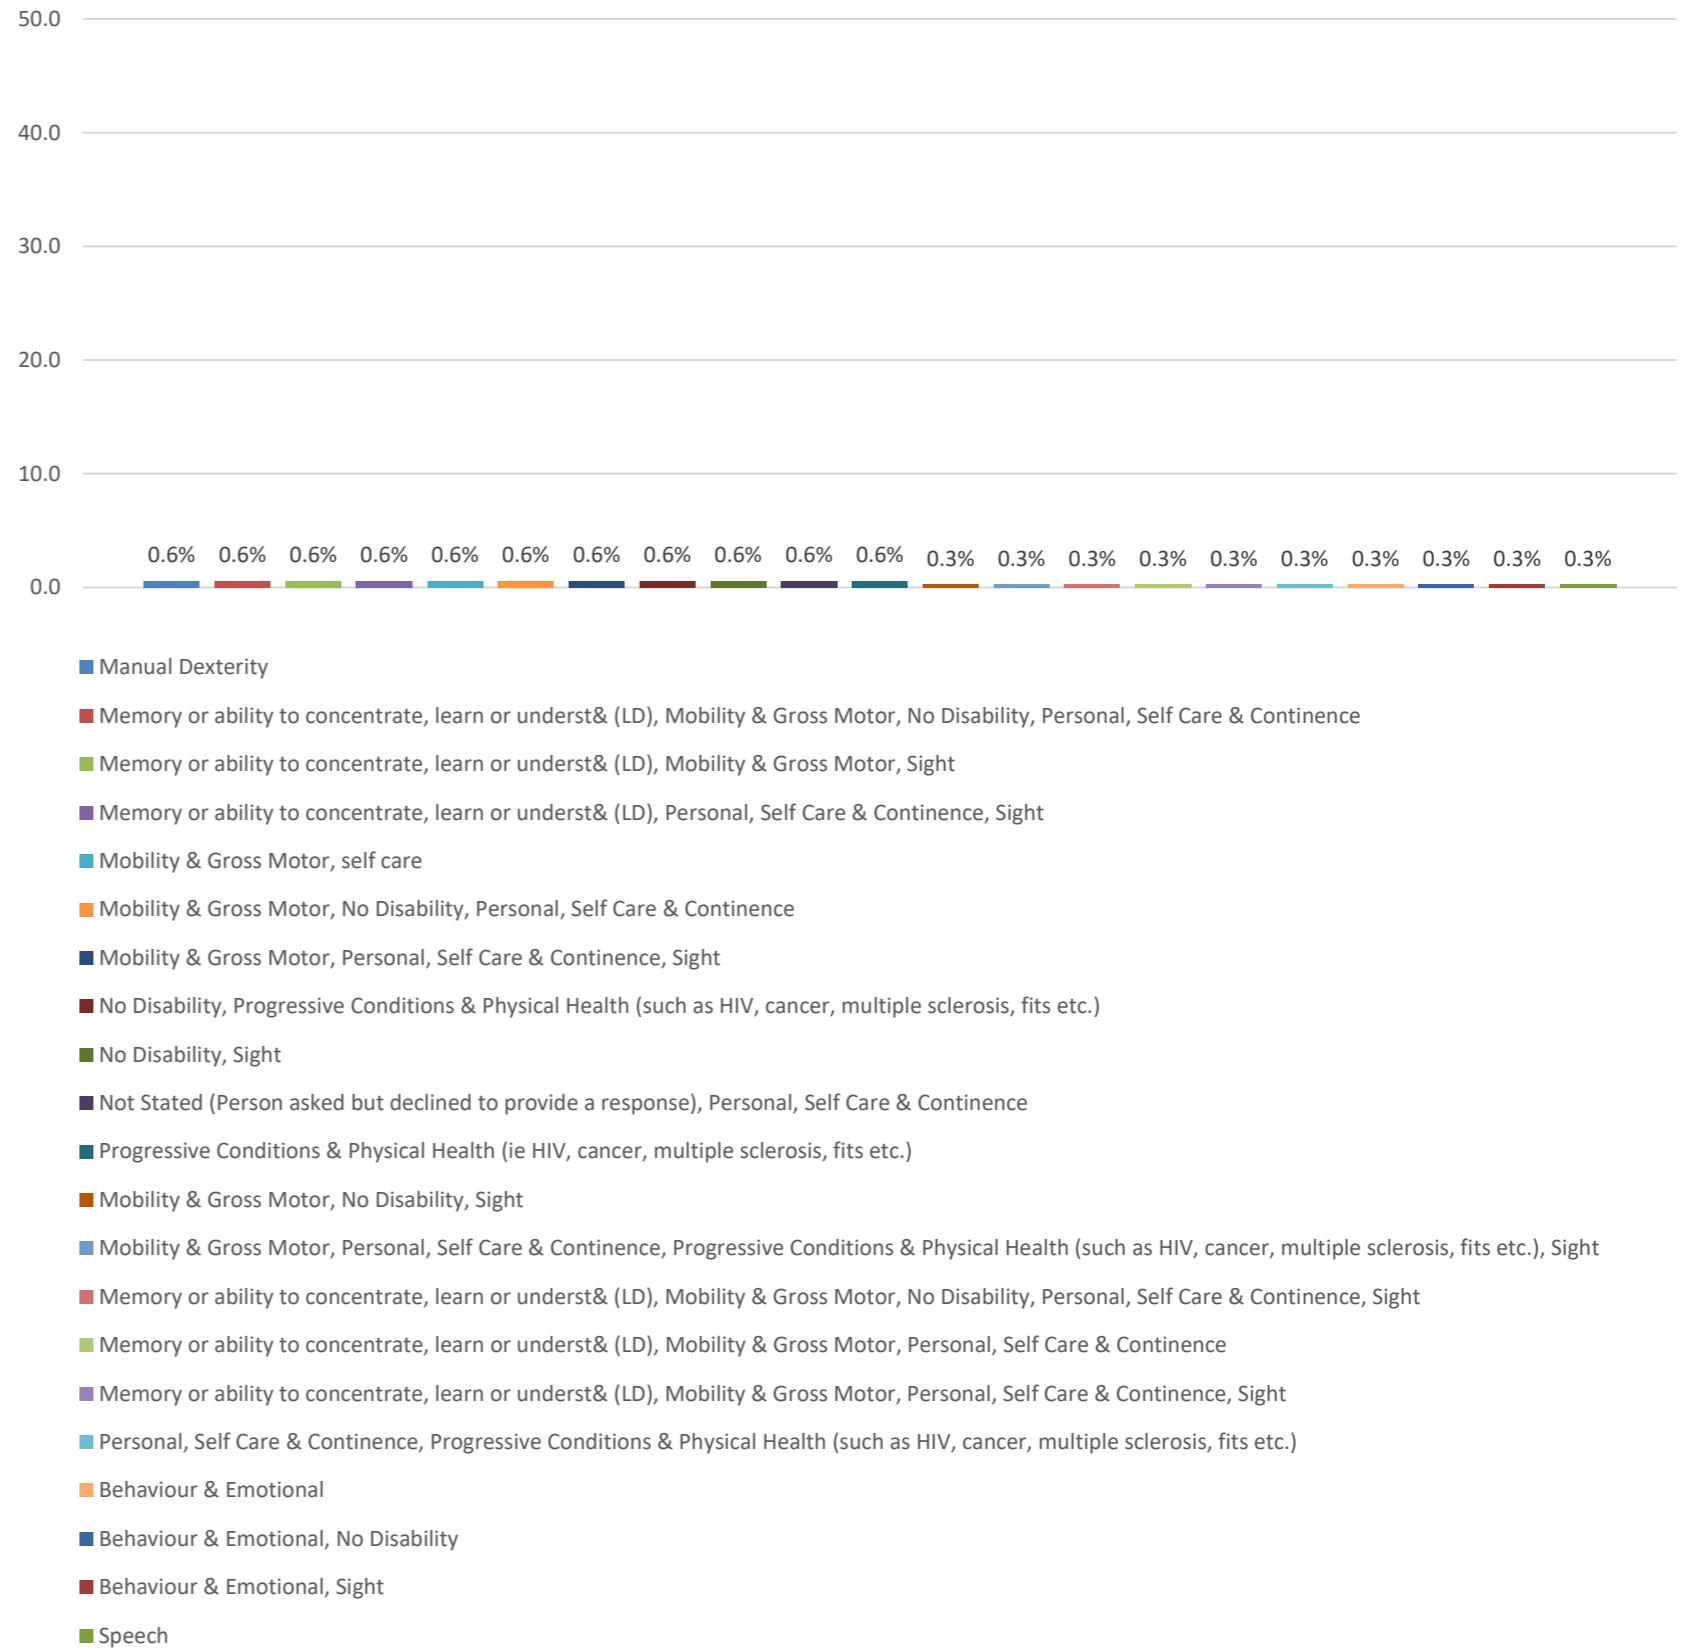 50.0
40.0
30.0
20.0
10.0
0.6% 0.6% 0.6% 0.6% 0.6% 0.6% 0.6% 0.6% 0.6% 0.6% 0.6% 0.3% 0.3% 0.3% 0.3% 0.3% 0.3% 0.3% 0.3% 0.3% 0.3%
0.0
Manual Dexterity
Memory or ability to concentrate, learn or underst& (LD), Mobility & Gross Motor, No Disability, Personal, Self Care & Continence
Memory or ability to concentrate, learn or underst& (LD), Mobility & Gross Motor, Sight
Memory or ability to concentrate, learn or underst& (LD), Personal, Self Care & Continence, Sight
Mobility & Gross Motor, self care
Mobility & Gross Motor, No Disability, Personal, Self Care & Continence
Mobility & Gross Motor, Personal, Self Care & Continence, Sight
No Disability, Progressive Conditions & Physical Health (such as HIV, cancer, multiple sclerosis, fits etc.)
No Disability, Sight
Not Stated (Person asked but declined to provide a response), Personal, Self Care & Continence
Progressive Conditions & Physical Health (ie HIV, cancer, multiple sclerosis, fits etc.)
Mobility & Gross Motor, No Disability, Sight
Mobility & Gross Motor, Personal, Self Care & Continence, Progressive Conditions & Physical Health (such as HIV, cancer, multiple sclerosis, fits etc.), Sight
Memory or ability to concentrate, learn or underst& (LD), Mobility & Gross Motor, No Disability, Personal, Self Care & Continence, Sight
Memory or ability to concentrate, learn or underst& (LD), Mobility & Gross Motor, Personal, Self Care & Continence
Memory or ability to concentrate, learn or underst& (LD), Mobility & Gross Motor, Personal, Self Care & Continence, Sight
Personal, Self Care & Continence, Progressive Conditions & Physical Health (such as HIV, cancer, multiple sclerosis, fits etc.)
Behaviour & Emotional
Behaviour & Emotional, No Disability
Behaviour & Emotional, Sight
Speech